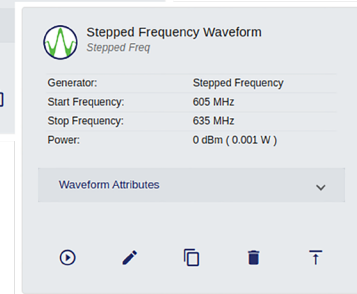 Stepped Frequency Waveform
Stepped Freq
Generator: Stepped Frequency
Start Frequency: 605 MHz
Stop Frequency: 635 MHz
Power: 0 dBm ( 0.001 W )
Waveform Attributes